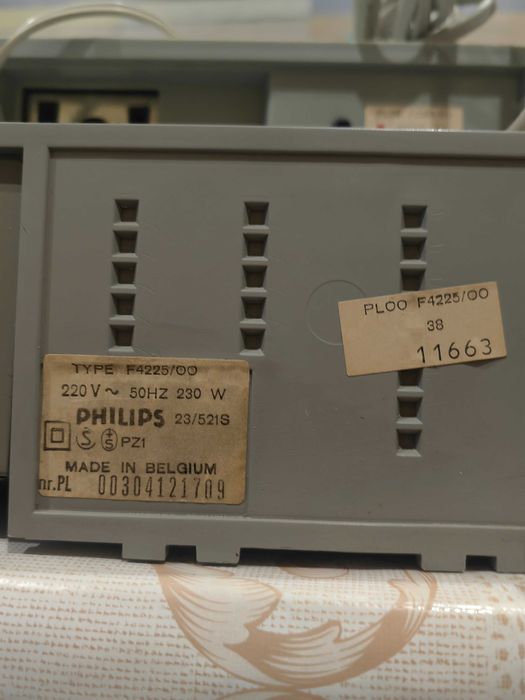 PL00 F4225/00
38
11663
TYPE F4225/00
220 V ~ 50HZ 230 W
PHILIPS 23/521S
S +S PZ1
MADE IN BELGIUM
nr.PL 00304121709